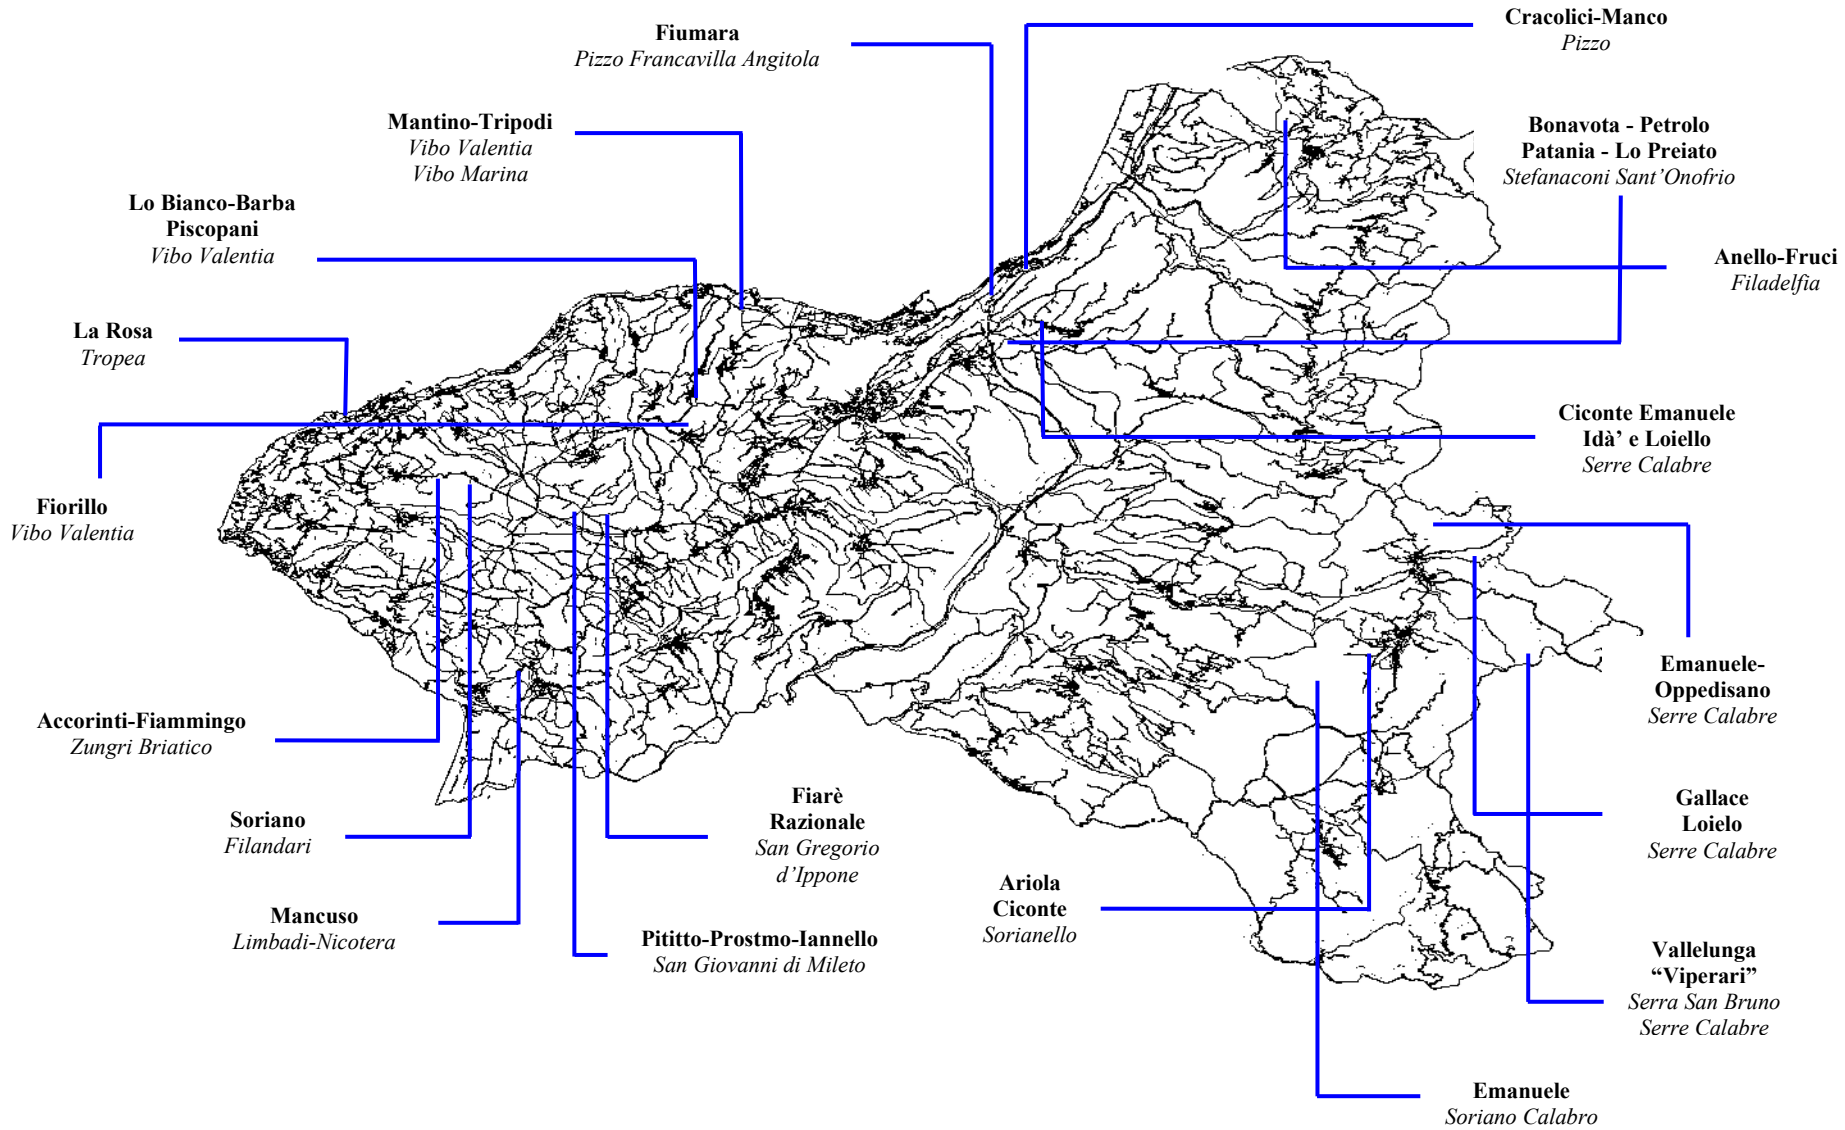 Cracolici-Manco
Pizzo
Fiumara
Pizzo Francavilla Angitola
Mantino-Tripodi
Vibo Valentia
Vibo Marina
Bonavota - Petrolo
Patania - Lo Preiato
Stefanaconi Sant’Onofrio
Lo Bianco-Barba
Piscopani
Vibo Valentia
Anello-Fruci
Filadelfia
La Rosa
Tropea
Ciconte Emanuele
Idà’ e Loiello
Serre Calabre
Fiorillo
Vibo Valentia
Emanuele-
Oppedisano
Serre Calabre
Accorinti-Fiammingo
Zungri Briatico
Soriano
Filandari
Fiarè
Razionale
San Gregorio
d’Ippone
Gallace
Loielo
Serre Calabre
Mancuso
Limbadi-Nicotera
Pititto-Prostmo-Iannello
San Giovanni di Mileto
Ariola
Ciconte
Sorianello
Vallelunga
“Viperari”
Serra San Bruno
Serre Calabre
Emanuele
Soriano Calabro